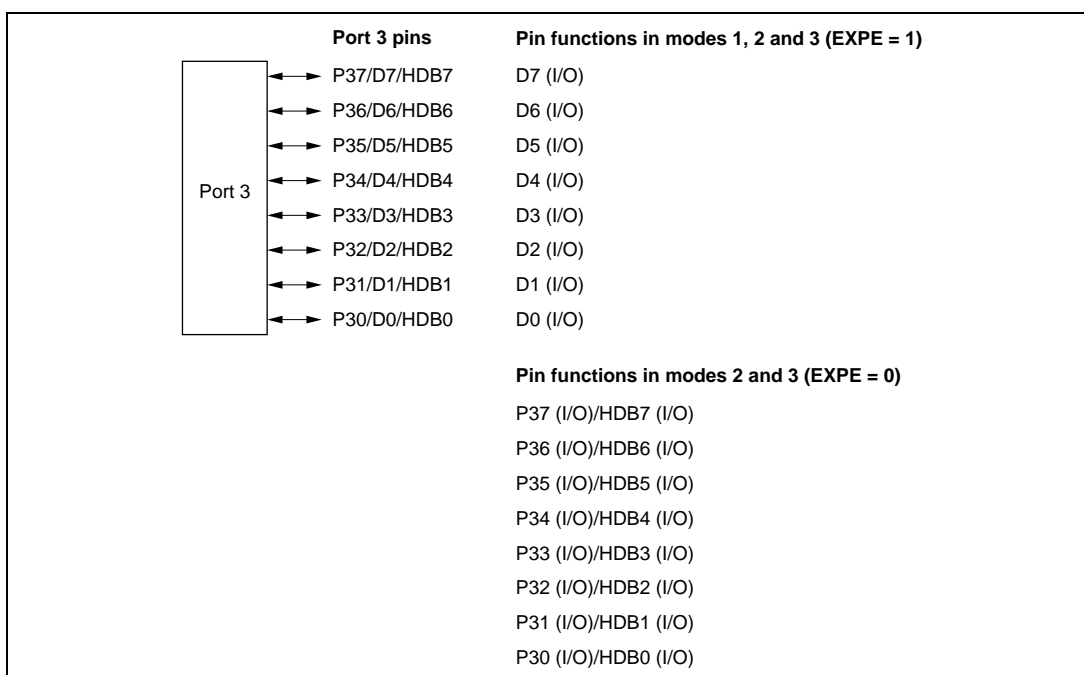 Port 3 pins Pin functions in modes 1, 2 and 3 (EXPE = 1)
P37/D7/HDB7 D7 (I/O)
P36/D6/HDB6 D6 (I/O)
P35/D5/HDB5 D5 (I/O)
P34/D4/HDB4 D4 (I/O)
Port 3
P33/D3/HDB3 D3 (I/O)
P32/D2/HDB2 D2 (I/O)
P31/D1/HDB1 D1 (I/O)
P30/D0/HDB0 D0 (I/O)
Pin functions in modes 2 and 3 (EXPE = 0)
P37 (I/O)/HDB7 (I/O)
P36 (I/O)/HDB6 (I/O)
P35 (I/O)/HDB5 (I/O)
P34 (I/O)/HDB4 (I/O)
P33 (I/O)/HDB3 (I/O)
P32 (I/O)/HDB2 (I/O)
P31 (I/O)/HDB1 (I/O)
P30 (I/O)/HDB0 (I/O)